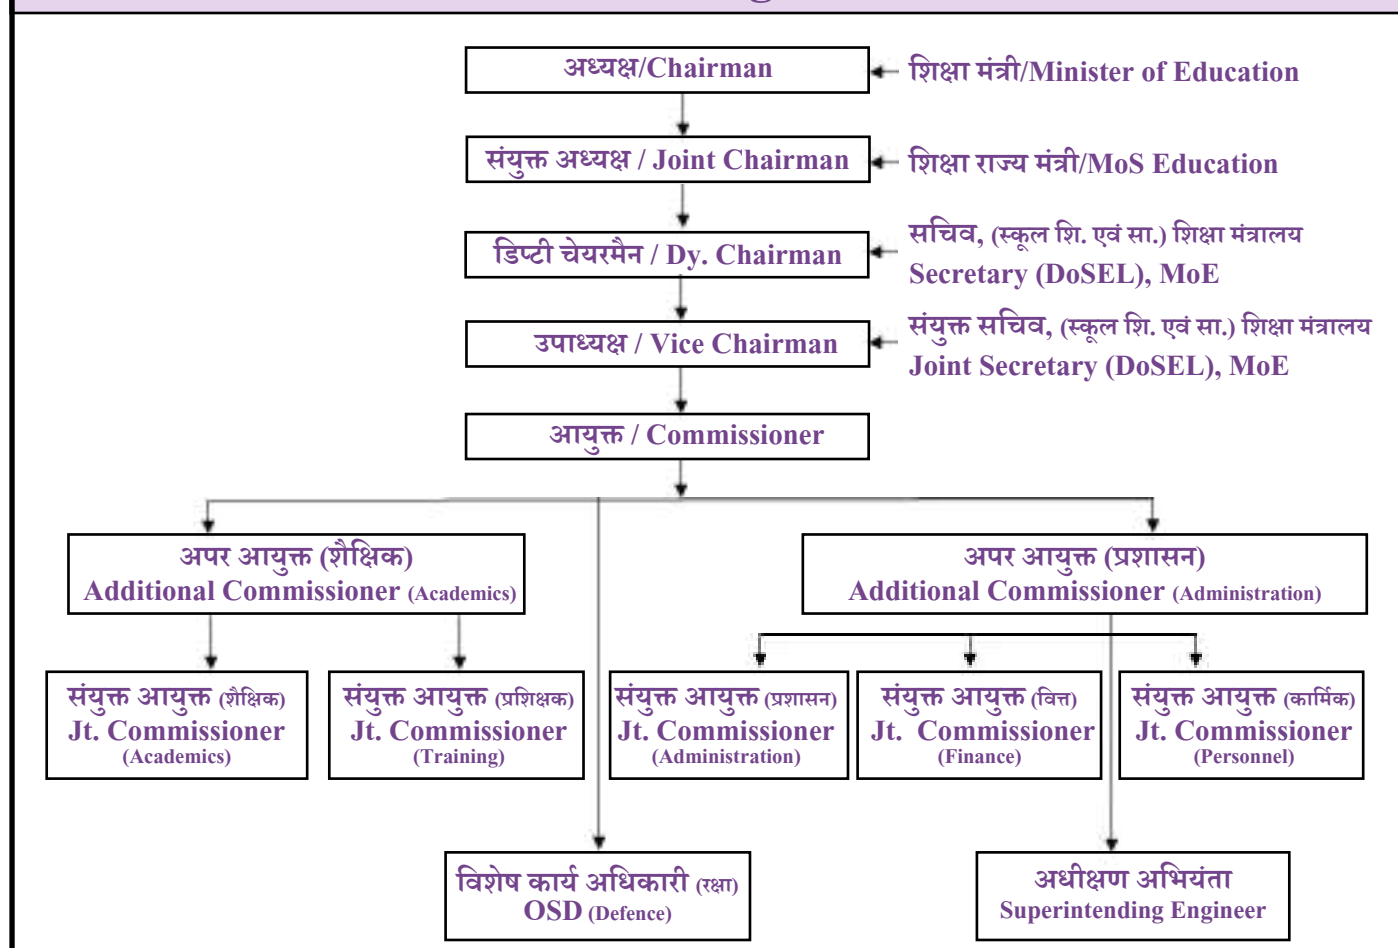 अध्यक्ष/Chairman
शिक्षा मंत्री/Minister of Education
संयुक्त अध्यक्ष / Joint Chairman
शिक्षा राज्य मंत्री/MoS Education
डिप्टी चेयरमैन / Dy. Chairman
सचिव, (स्कूल शि. एवं सा.) शिक्षा मंत्रालय
Secretary (DoSEL), MoE
उपाध्यक्ष / Vice Chairman
संयुक्त सचिव, (स्कूल शि. एवं सा.) शिक्षा मंत्रालय
Joint Secretary (DoSEL), MoE
आयुक्त / Commissioner
अपर आयुक्त (शैक्षिक)
Additional Commissioner (Academics)
अपर आयुक्त (प्रशासन)
Additional Commissioner (Administration)
संयुक्त आयुक्त (शैक्षिक)
Jt. Commissioner
(Academics)
संयुक्त आयुक्त (प्रशिक्षक)
Jt. Commissioner
(Training)
संयुक्त आयुक्त (प्रशासन)
Jt. Commissioner
(Administration)
संयुक्त आयुक्त (वित्त)
Jt. Commissioner
(Finance)
संयुक्त आयुक्त (कार्मिक)
Jt. Commissioner
(Personnel)
विशेष कार्य अधिकारी (रक्षा)
OSD (Defence)
अधीक्षण अभियंता
Superintending Engineer